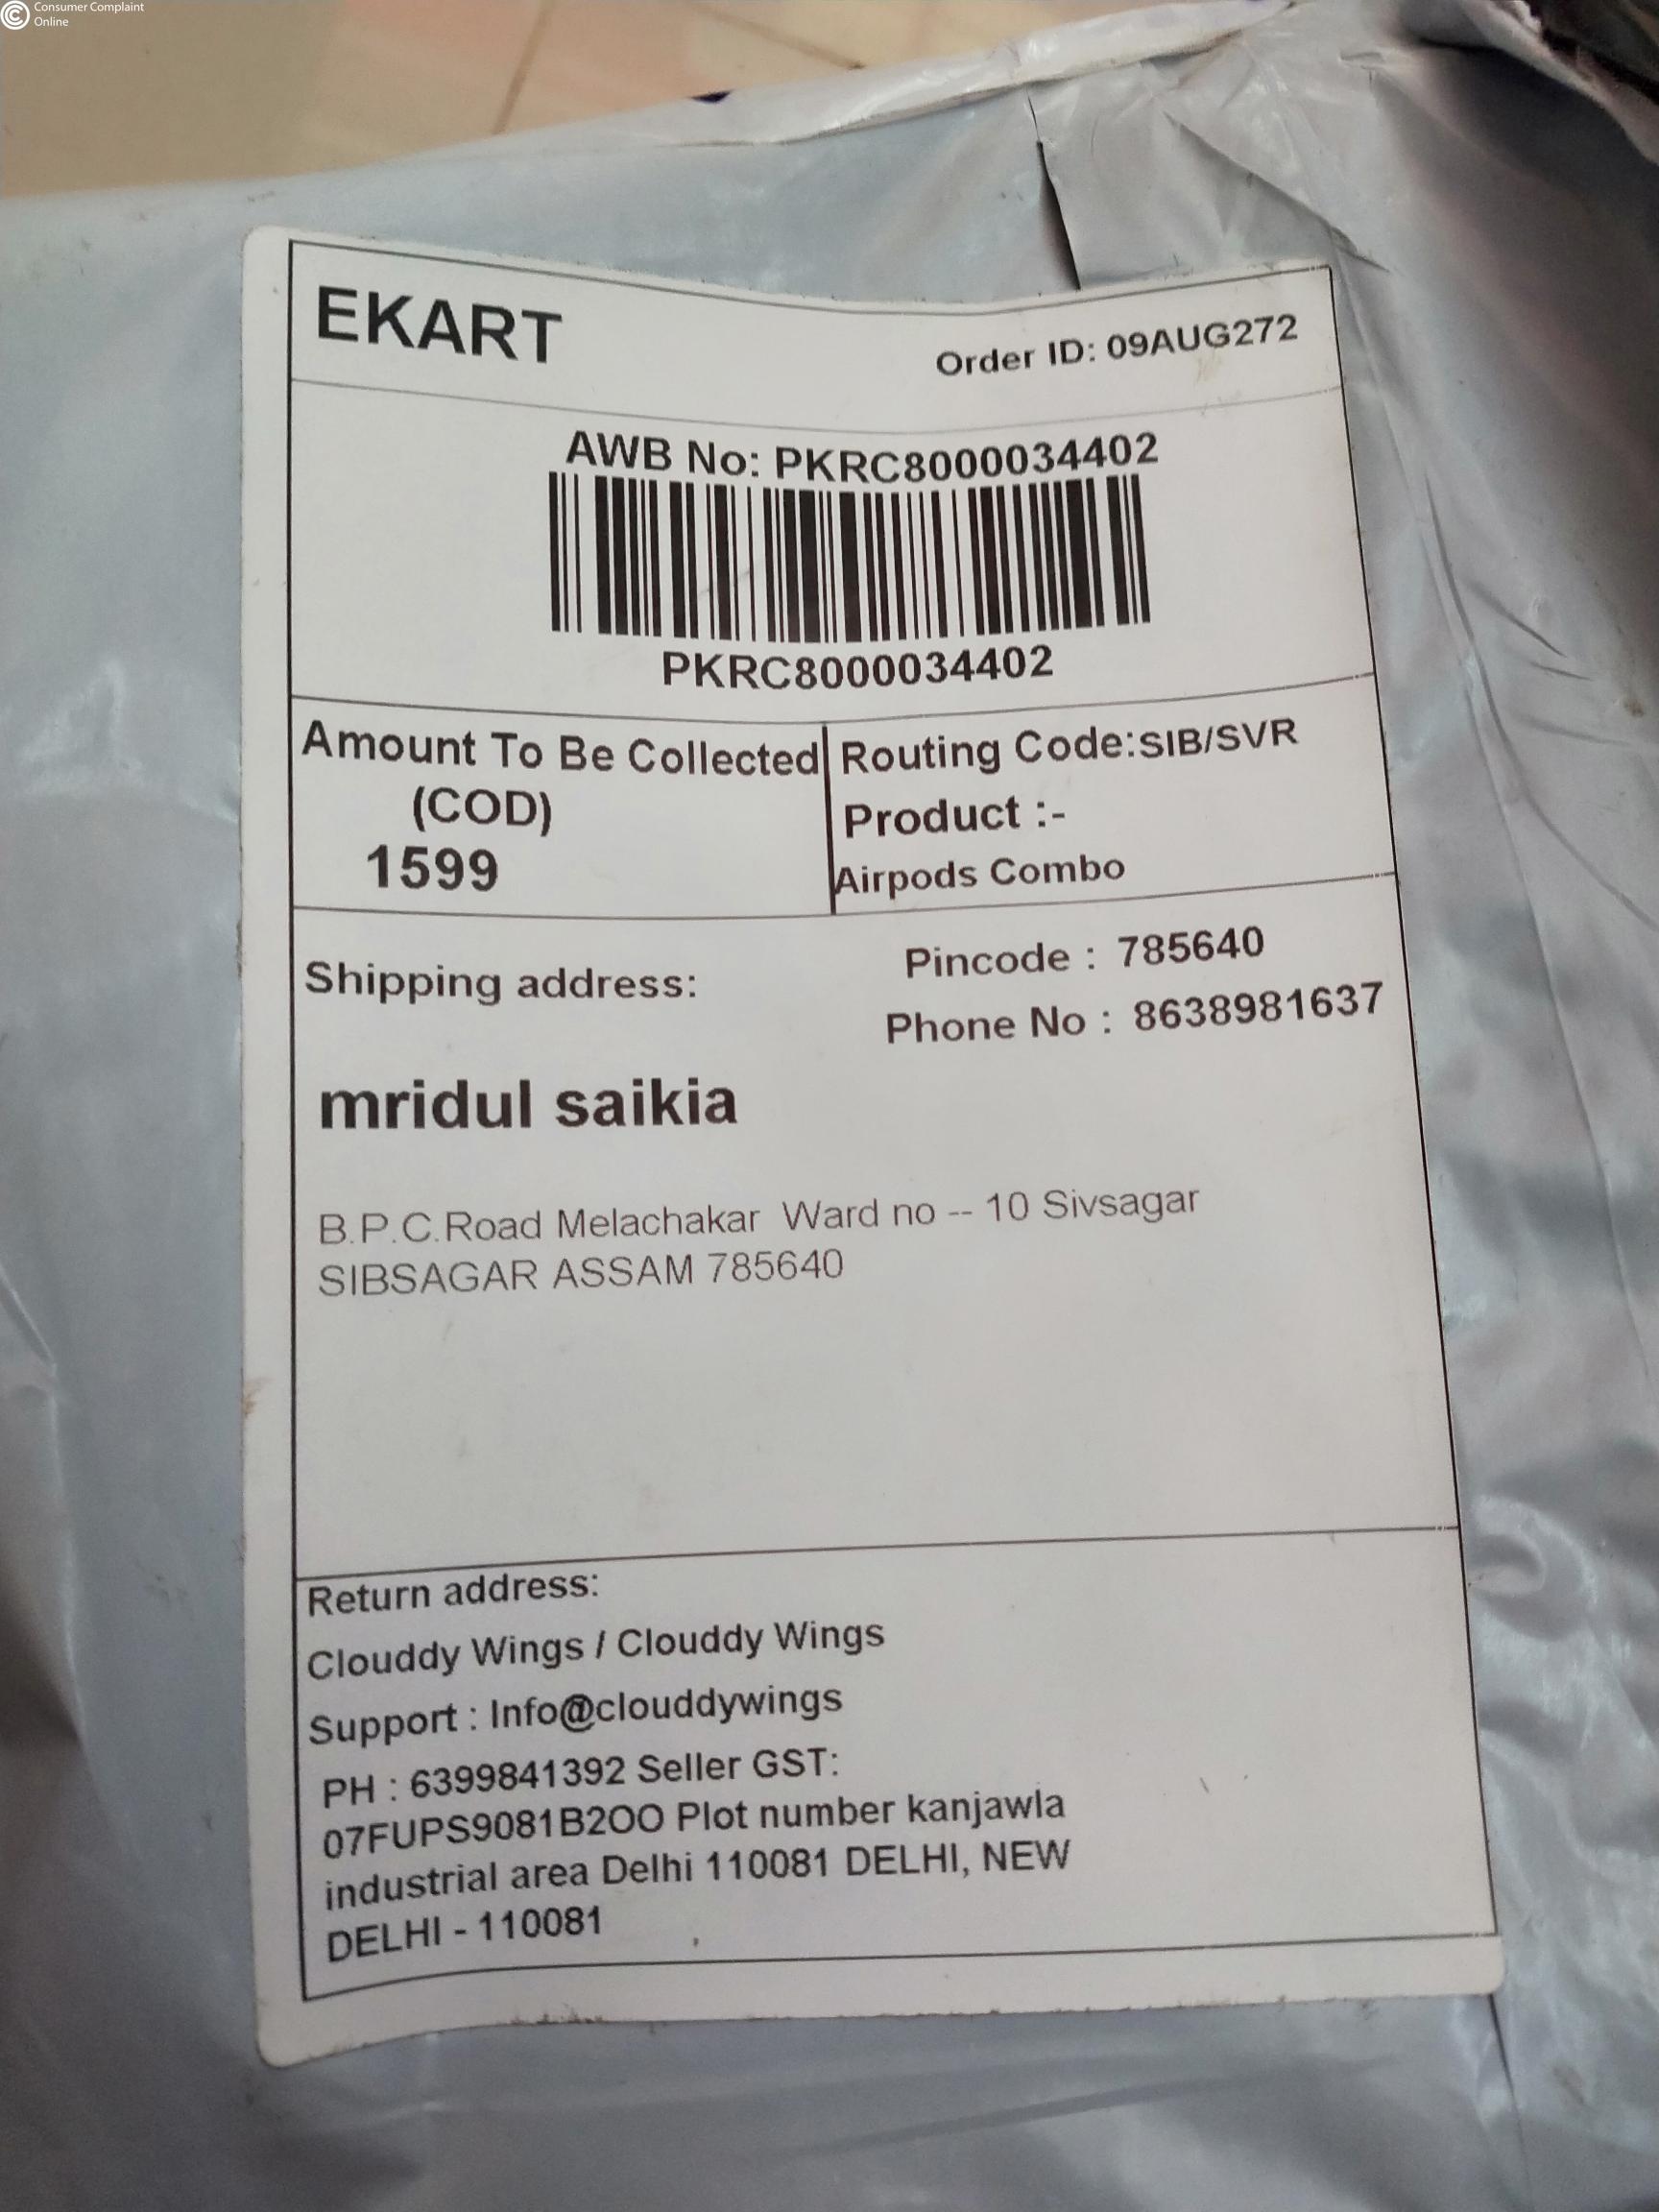 Consumer Complaint
Online
EKART
Order ID: 09AUG272
AWB No: PKRC8000034402
PKRC8000034402
Amount To Be Collected
(COD)
1599
Routing Code:SIB/SVR
Product :-
Airpods Combo
Shipping address:
Pincode : 785640
Phone No : 8638981637
mridul saikia
B.P.C.Road Melachakar Ward no -- 10 Sivsagar
SIBSAGAR ASSAM 785640
Return address:
Clouddy Wings / Clouddy Wings
Support : Info@clouddywings
PH : 6399841392 Seller GST:
07FUPS9081B2OO Plot number kanjawla
industrial area Delhi 110081 DELHI, NEW
DELHI - 110081